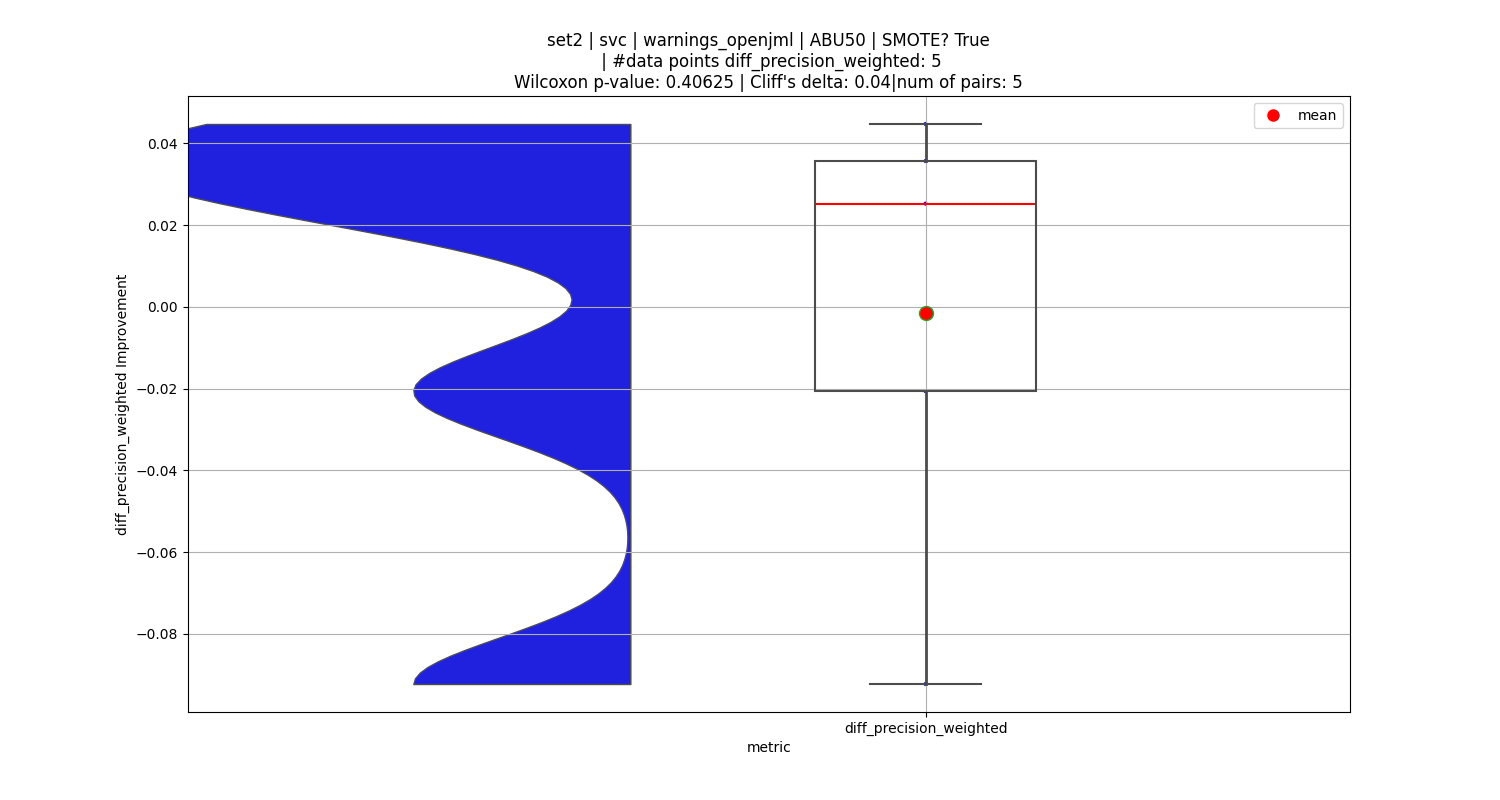 set2 | svc | warnings_openjml | ABU50 | SMOTE? True
| #data points diff_precision_weighted: 5
Wilcoxon p-value: 0.40625 | Cliff's delta: 0.04|num of pairs: 5
mean
0.04
0.02
0.00
−0.02
−0.04
−0.06
−0.08
diff_precision_weighted Improvement
diff_precision_weighted
metric